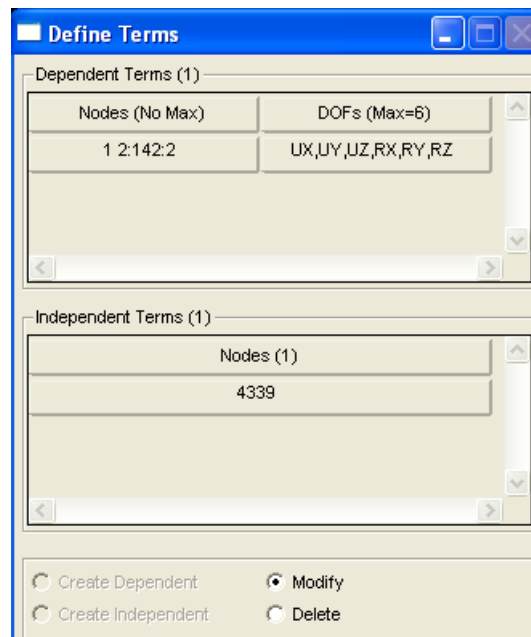 Define Terms
Dependent Terms (1)
Nodes (No Max) DOFs (Max=6)
1 2:142:2 UX,UY,UZ,RX,RY,RZ
Independent Terms (1)
Nodes (1)
4339
Create Dependent Modify
Create Independent Delete